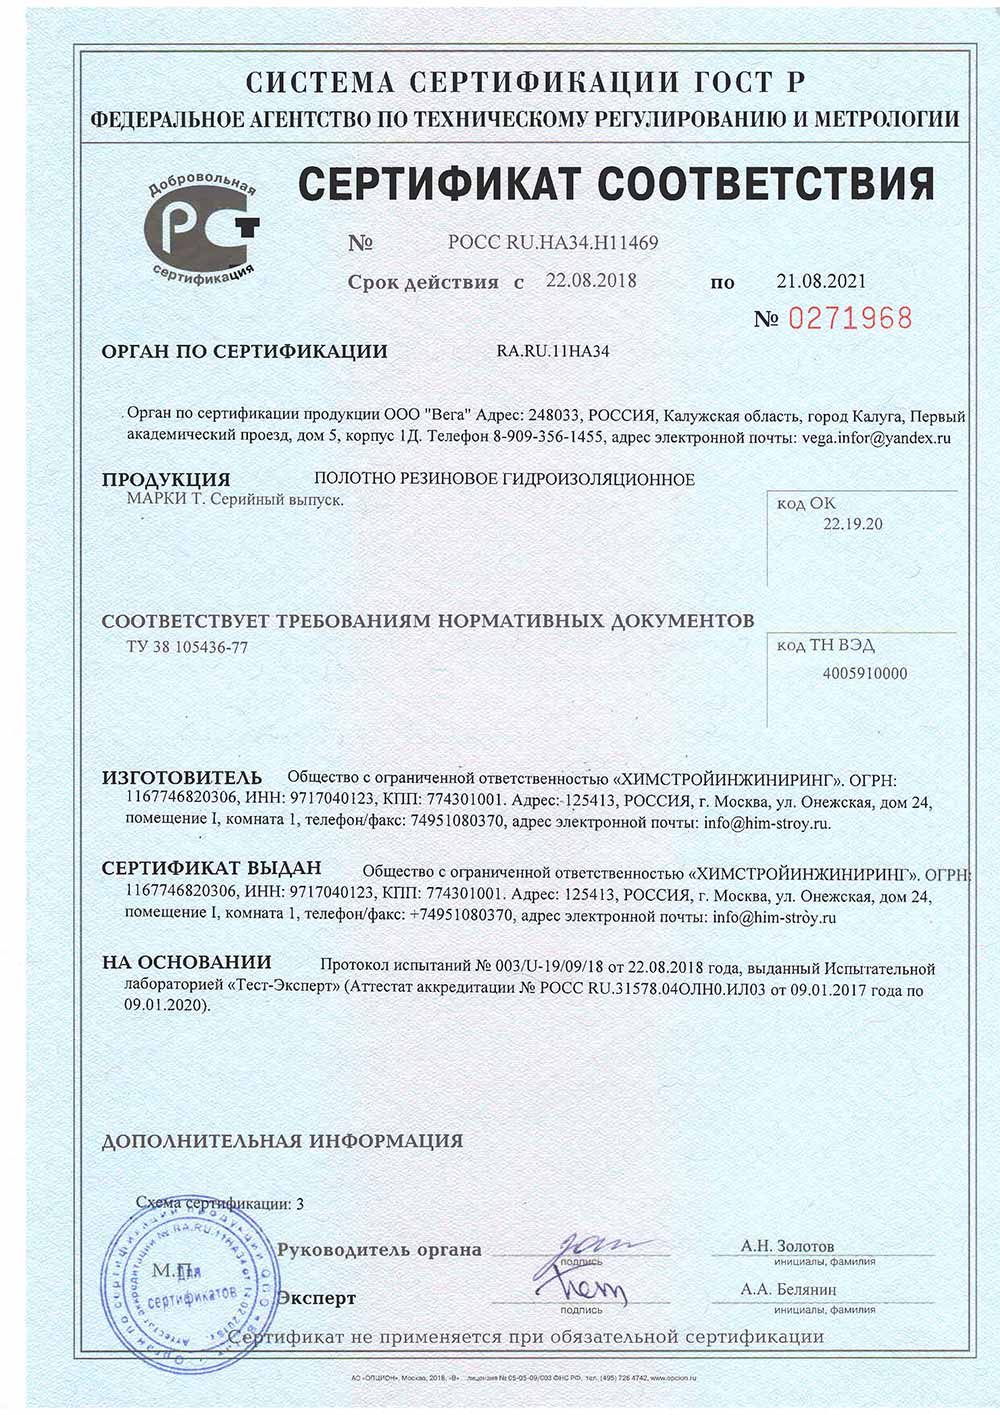 СИСТЕМА СЕРТИФИКАЦИИ ГОСТ Р
ФЕДЕРАЛЬНОЕ АГЕНТСТВО ПО ТЕХНИЧЕСКОМУ РЕГУЛИРОВАНИЮ И МЕТРОЛОГИИ
Добровольная
РСТ
сертификация
СЕРТИФИКАТ СООТВЕТСТВИЯ
№ РОСС RU.НА34.Н11469
Срок действия с 22.08.2018 по 21.08.2021
№ 0271968
ОРГАН ПО СЕРТИФИКАЦИИ RA.RU.11НА34
Орган по сертификации продукции ООО "Вега" Адрес: 248033, РОССИЯ, Калужская область, город Калуга, Первый
академический проезд, дом 5, корпус 1Д. Телефон 8-909-356-1455, адрес электронной почты: vega.infor@yandex.ru
ПРОДУКЦИЯ ПОЛОТНО РЕЗИНОВОЕ ГИДРОИЗОЛЯЦИОННОЕ
МАРКИ Т. Серийный выпуск.
код ОК
22.19.20
СООТВЕТСТВУЕТ ТРЕБОВАНИЯМ НОРМАТИВНЫХ ДОКУМЕНТОВ
ТУ 38 105436-77
код ТН ВЭД
4005910000
ИЗГОТОВИТЕЛЬ Общество с ограниченной ответственностью «ХИМСТРОЙИНЖИНИРИНГ». ОГРН:
1167746820306, ИНН: 9717040123, КПП: 774301001. Адрес: 125413, РОССИЯ, г. Москва, ул. Онежская, дом 24,
помещение I, комната 1, телефон/факс: 74951080370, адрес электронной почты: info@him-stroy.ru.
СЕРТИФИКАТ ВЫДАН Общество с ограниченной ответственностью «ХИМСТРОЙИНЖИНИРИНГ». ОГРН:
1167746820306, ИНН: 9717040123, КПП: 774301001. Адрес: 125413, РОССИЯ, г. Москва, ул. Онежская, дом 24,
помещение I, комната 1, телефон/факс: +74951080370, адрес электронной почты: info@him-stroy.ru
НА ОСНОВАНИИ Протокол испытаний № 003/U-19/09/18 от 22.08.2018 года, выданный Испытательной
лабораторией «Тест-Эксперт» (Аттестат аккредитации № РОСС RU.31578.04ОЛН0.ИЛ03 от 09.01.2017 года по
09.01.2020).
ДОПОЛНИТЕЛЬНАЯ ИНФОРМАЦИЯ
Схема сертификации: 3
Орган по сертификации продукции ООО
Аттестат аккредитации № RA.RU.11НА34 от
Для
сертификатов
М.П.
Руководитель органа
подпись
А.Н. Золотов
инициалы, фамилия
Эксперт
подпись
А.А. Белянин
инициалы, фамилия
Сертификат не применяется при обязательной сертификации
АО «ОПЦИОН», Москва, 2018, «В» лицензия № 05-05-09/003 ФНС РФ, тел. (495) 726 4742, www.opcion.ru